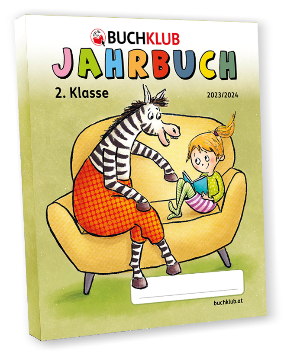 BUCHKLUB
JAHRBUCH
2. Klasse
2023/2024
buchklub.at